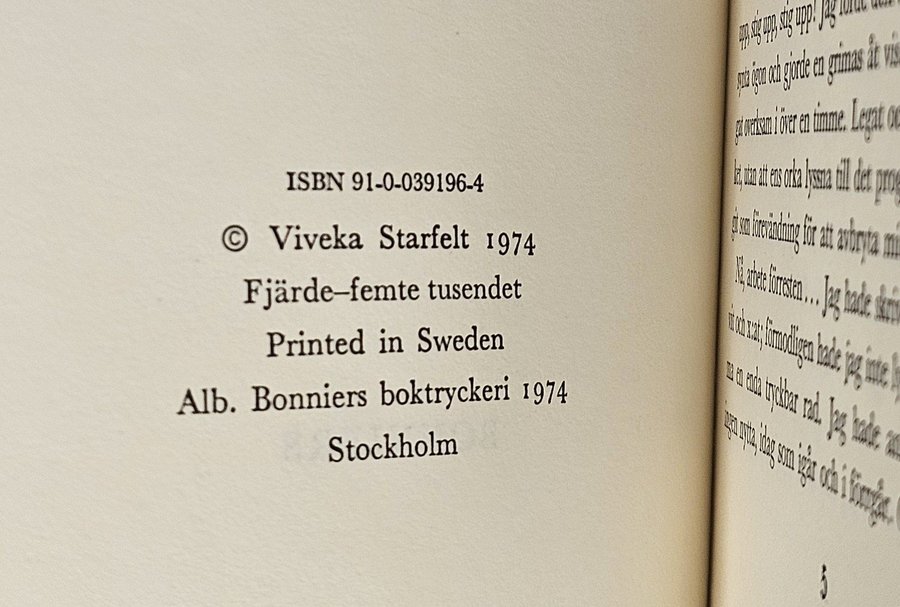 ISBN 91-0-039196-4
© Viveka Starfelt 1974
Fjärde–femte tusendet
Printed in Sweden
Alb. Bonniers boktryckeri 1974
Stockholm
upp, stig upp, stig upp! Jag
ögon och gjorde en grimas åt
overksam i över en timme. Legat
utan att ens orka lyssna till det
som förevändning för att avbryta
Nå, arbete förresten... Jag hade
och x:at; förmodligen hade jag inte
en enda tryckbar rad. Jag hade
ingen nytta, idag som igår och i förrgår.
5